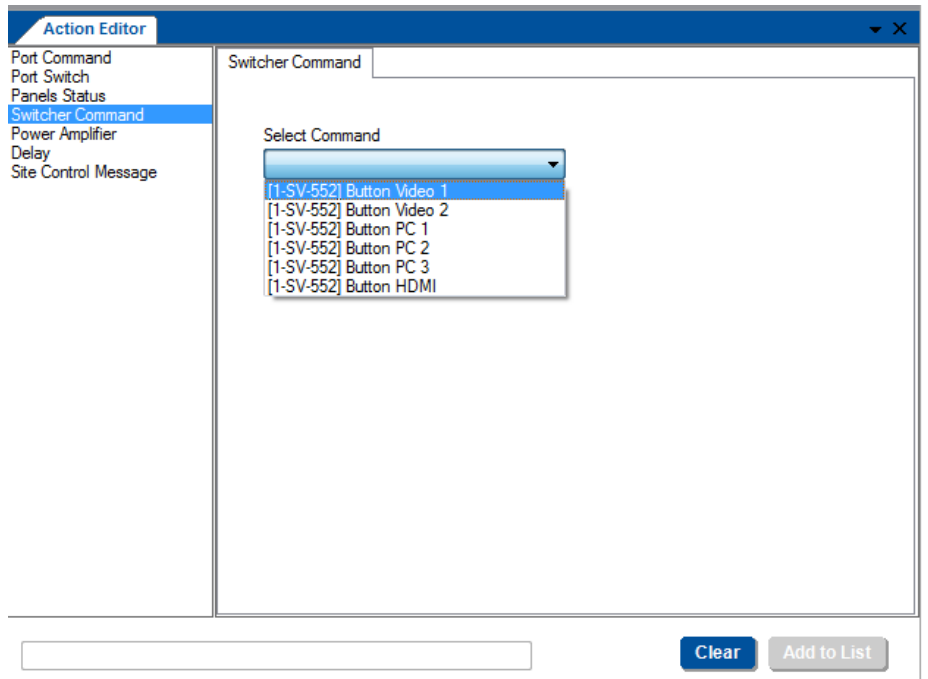 Action Editor
Port Command
Port Switch
Panels Status
Switcher Command
Power Amplifier
Delay
Site Control Message
Switcher Command
Select Command
[1-SV-552] Button Video 1
[1-SV-552] Button Video 2
[1-SV-552] Button PC 1
[1-SV-552] Button PC 2
[1-SV-552] Button PC 3
[1-SV-552] Button HDMI
Clear
Add to List